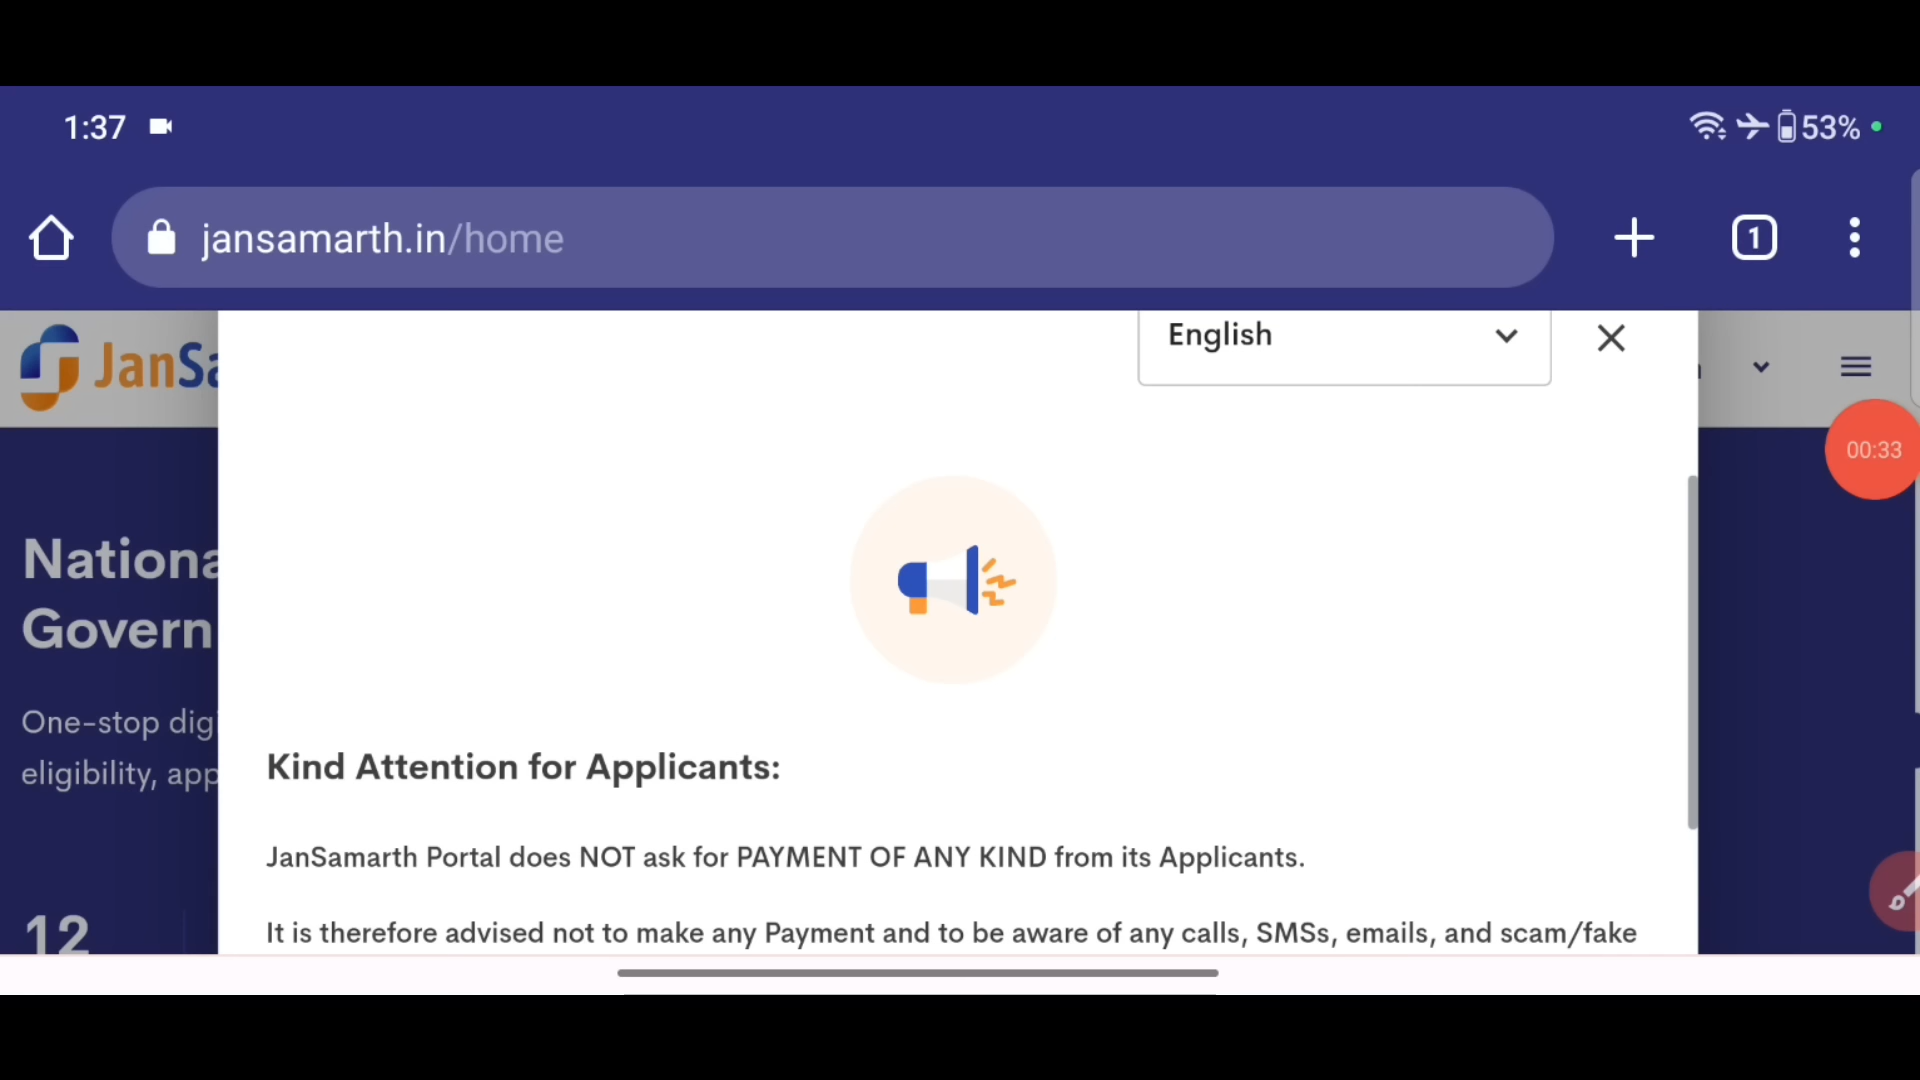 1:37
53%
jansamarth.in/home
1
English
JanSa
00:33
Nationa
Govern
One-stop digi
eligibility, app
12
Kind Attention for Applicants:
JanSamarth Portal does NOT ask for PAYMENT OF ANY KIND from its Applicants.
It is therefore advised not to make any Payment and to be aware of any calls, SMSs, emails, and scam/fake